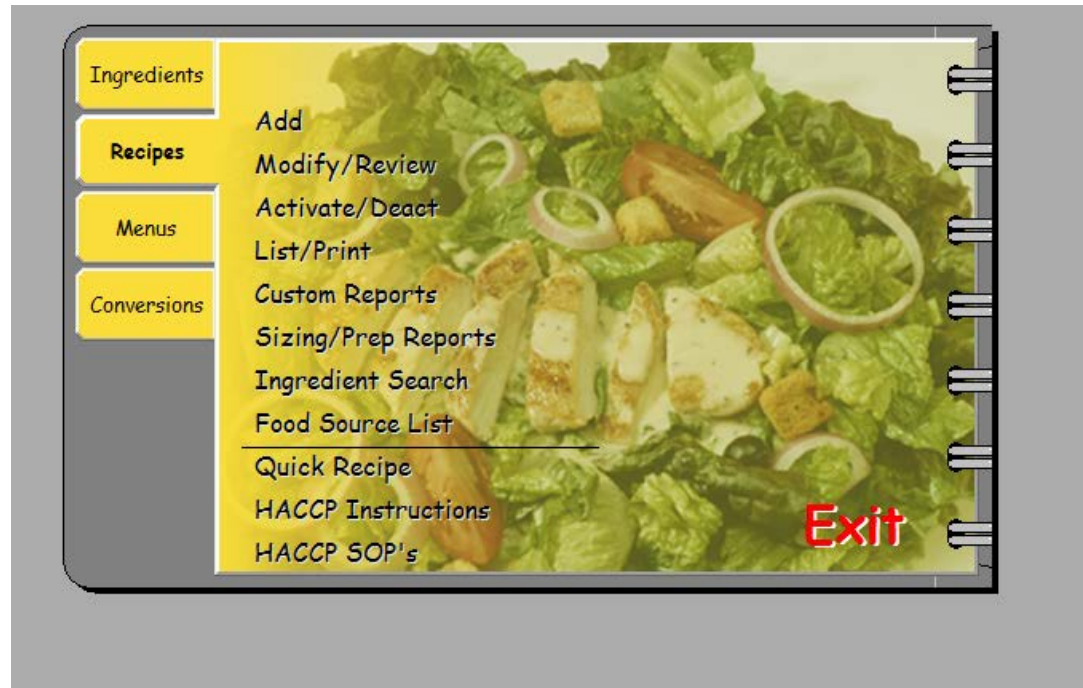 Ingredients
Recipes
Menus
Conversions
Add
Modify/Review
Activate/Deact
List/Print
Custom Reports
Sizing/Prep Reports
Ingredient Search
Food Source List
Quick Recipe
HACCP Instructions
HACCP SOP's
Exit